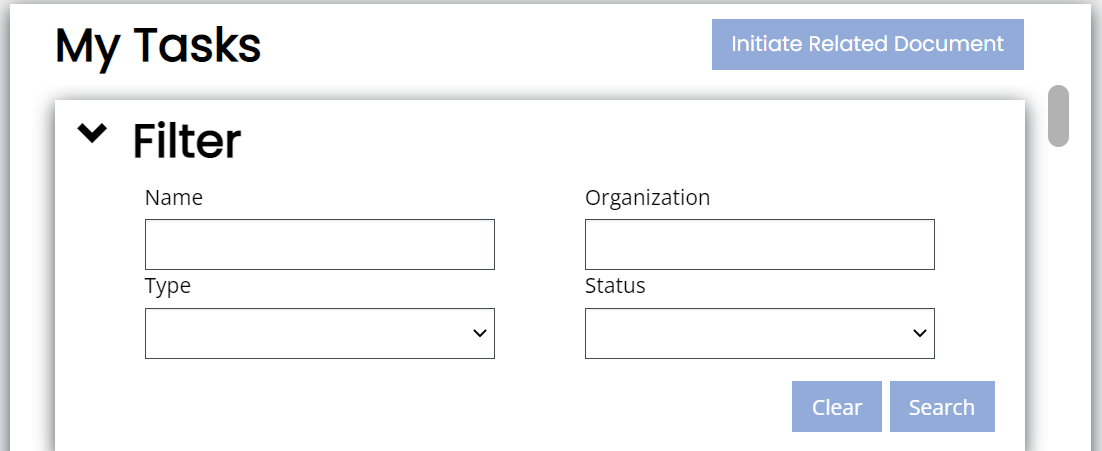 My Tasks
Initiate Related Document
Filter
Name
Organization
Type
Status
Clear
Search